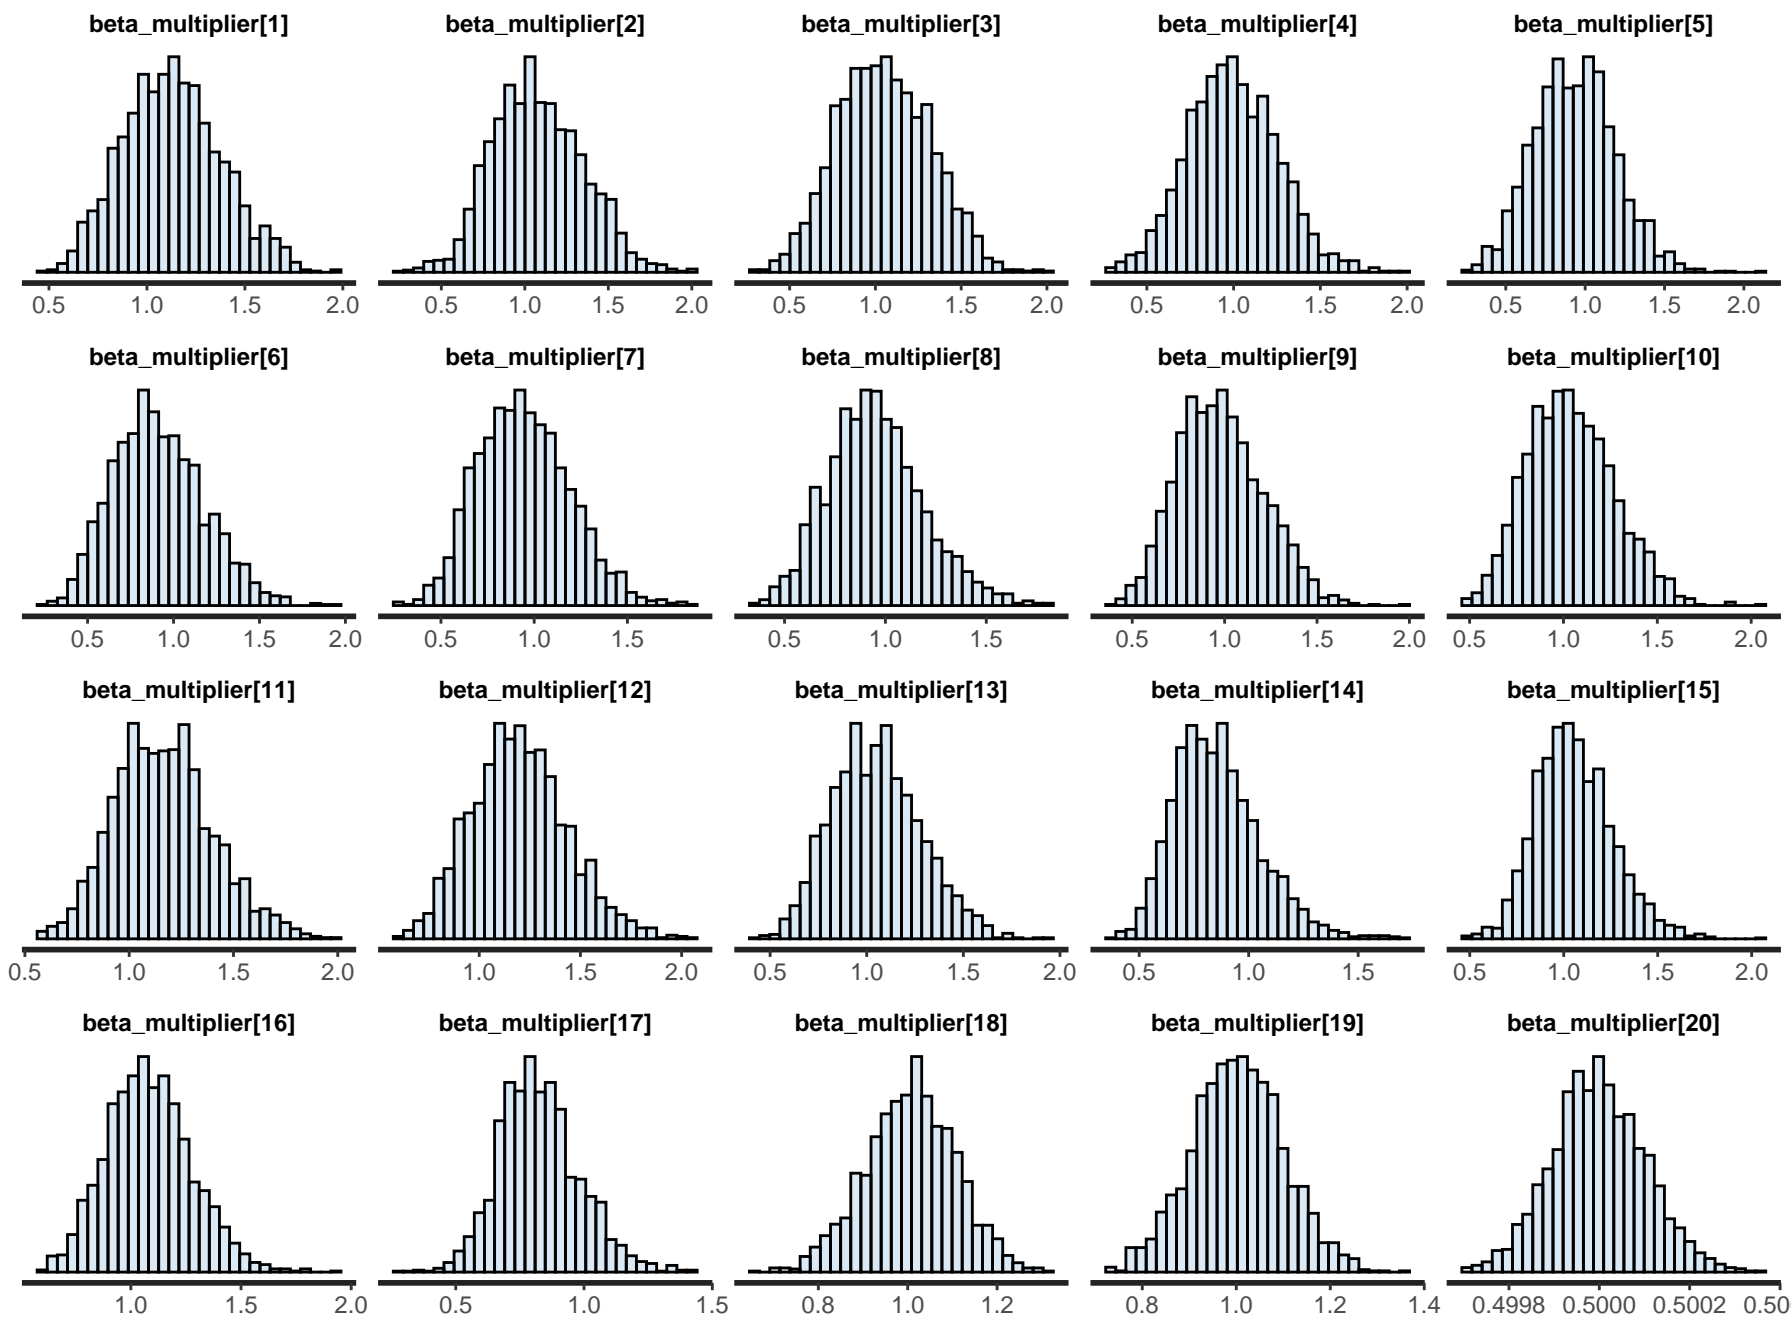 beta_multiplier[1] beta_multiplier[2] beta_multiplier[3] beta_multiplier[4] beta_multiplier[5]
0.5 1.0 1.5 2.0 0.5 1.0 1.5 2.0 0.5 1.0 1.5 2.0 0.5 1.0 1.5 2.0 0.5 1.0 1.5 2.0
beta_multiplier[6] beta_multiplier[7] beta_multiplier[8] beta_multiplier[9] beta_multiplier[10]
0.5 1.0 1.5 2.0 0.5 1.0 1.5 0.5 1.0 1.5 0.5 1.0 1.5 2.0 0.5 1.0 1.5 2.0
beta_multiplier[11] beta_multiplier[12] beta_multiplier[13] beta_multiplier[14] beta_multiplier[15]
0.5 1.0 1.5 2.0 1.0 1.5 2.0 0.5 1.0 1.5 2.0 0.5 1.0 1.5 0.5 1.0 1.5 2.0
beta_multiplier[16] beta_multiplier[17] beta_multiplier[18] beta_multiplier[19] beta_multiplier[20]
1.0 1.5 2.0 0.5 1.0 1.5 0.8 1.0 1.2 0.8 1.0 1.2 1.4 0.4998 0.5000 0.5002 0.50